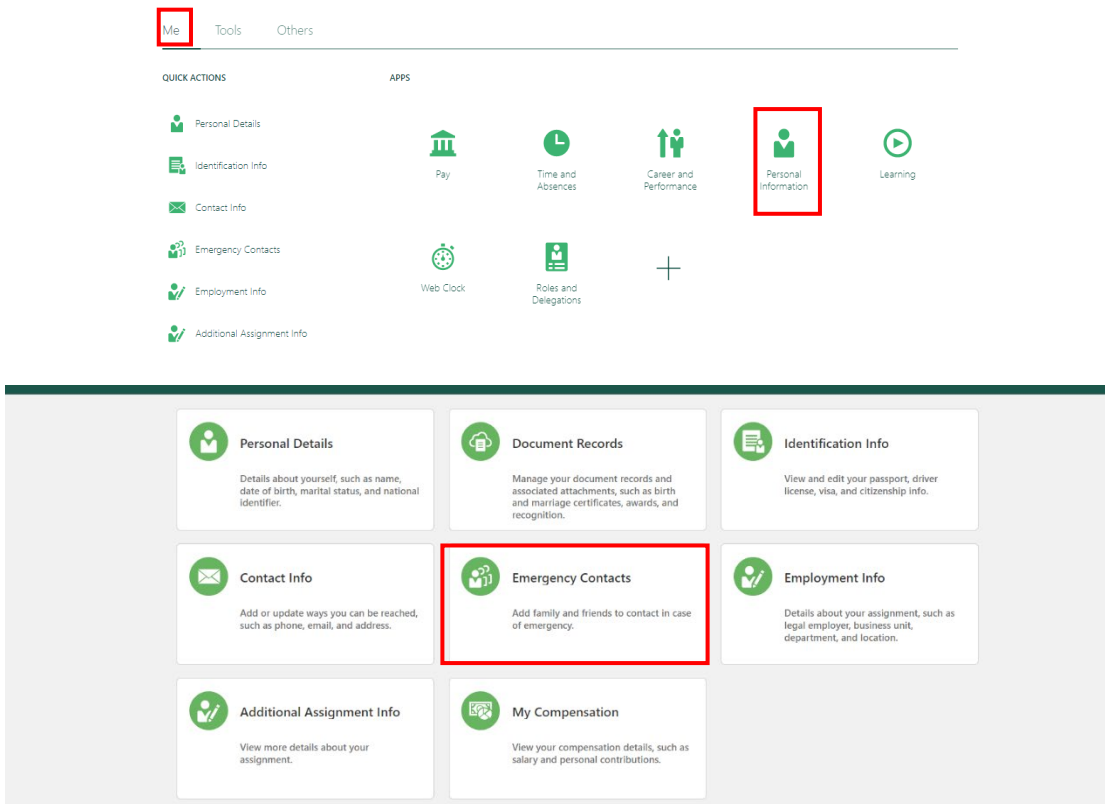 Me Tools Others
QUICK ACTIONS
APPS
Personal Details
Identification Info
Contact Info
Emergency Contacts
Employment Info
Additional Assignment Info
Pay
Time and
Absences
Career and
Performance
Personal
Information
Learning
Web Clock
Roles and
Delegations
Personal Details
Details about yourself, such as name,
date of birth, marital status, and national
identifier.
Document Records
Manage your document records and
associated attachments, such as birth
and marriage certificates, awards, and
recognition.
Identification Info
View and edit your passport, driver
license, visa, and citizenship info.
Contact Info
Add or update ways you can be reached,
such as phone, email, and address.
Emergency Contacts
Add family and friends to contact in case
of emergency.
Employment Info
Details about your assignment, such as
legal employer, business unit,
department, and location.
Additional Assignment Info
View more details about your
assignment.
My Compensation
View your compensation details, such as
salary and personal contributions.